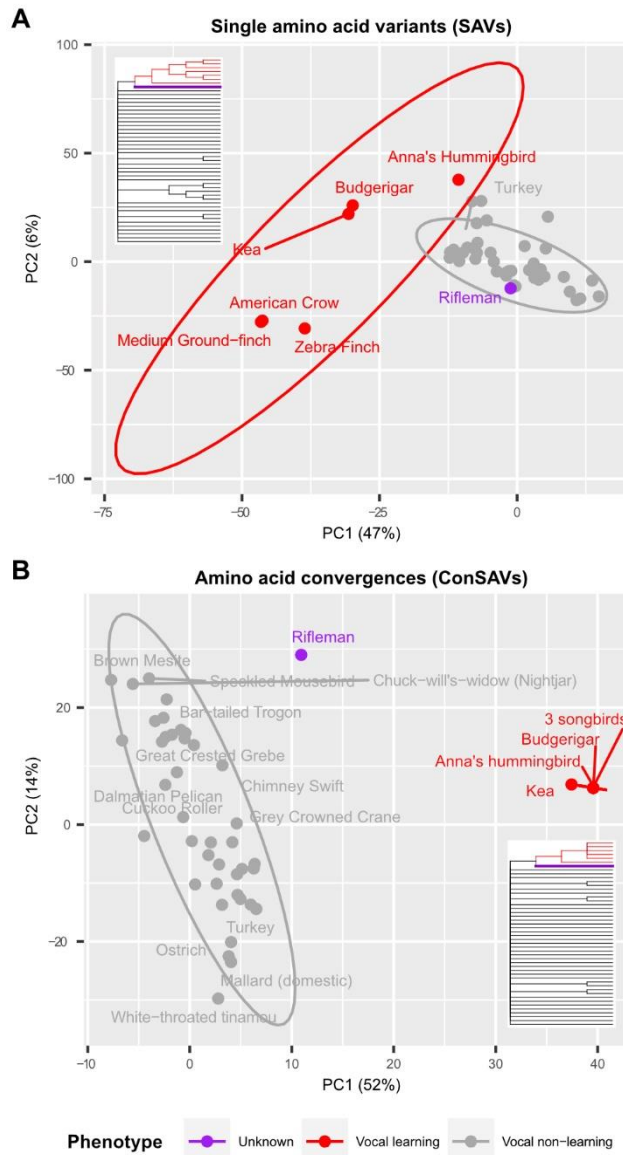 A
Single amino acid variants (SAVs)
100
50
0
−50
−100
PC2 (6%)
Anna's Hummingbird
Turkey
Budgerigar
Kea
Rifleman
American Crow
Medium Ground−finch
Zebra Finch
−75
−50
−25
0
PC1 (47%)
B
Amino acid convergences (ConSAVs)
20
0
−20
PC2 (14%)
Rifleman
Brown Mesite
Speckled Mousebird
Chuck−will's−widow (Nightjar)
Bar−tailed Trogon
3 songbirds
Budgerigar
Great Crested Grebe
Anna's hummingbird
Chimney Swift
Kea
Dalmatian Pelican
Cuckoo Roller
Grey Crowned Crane
Turkey
Ostrich
Mallard (domestic)
White−throated tinamou
−10
0
10
20
30
40
PC1 (52%)
Phenotype
Unknown
Vocal learning
Vocal non−learning